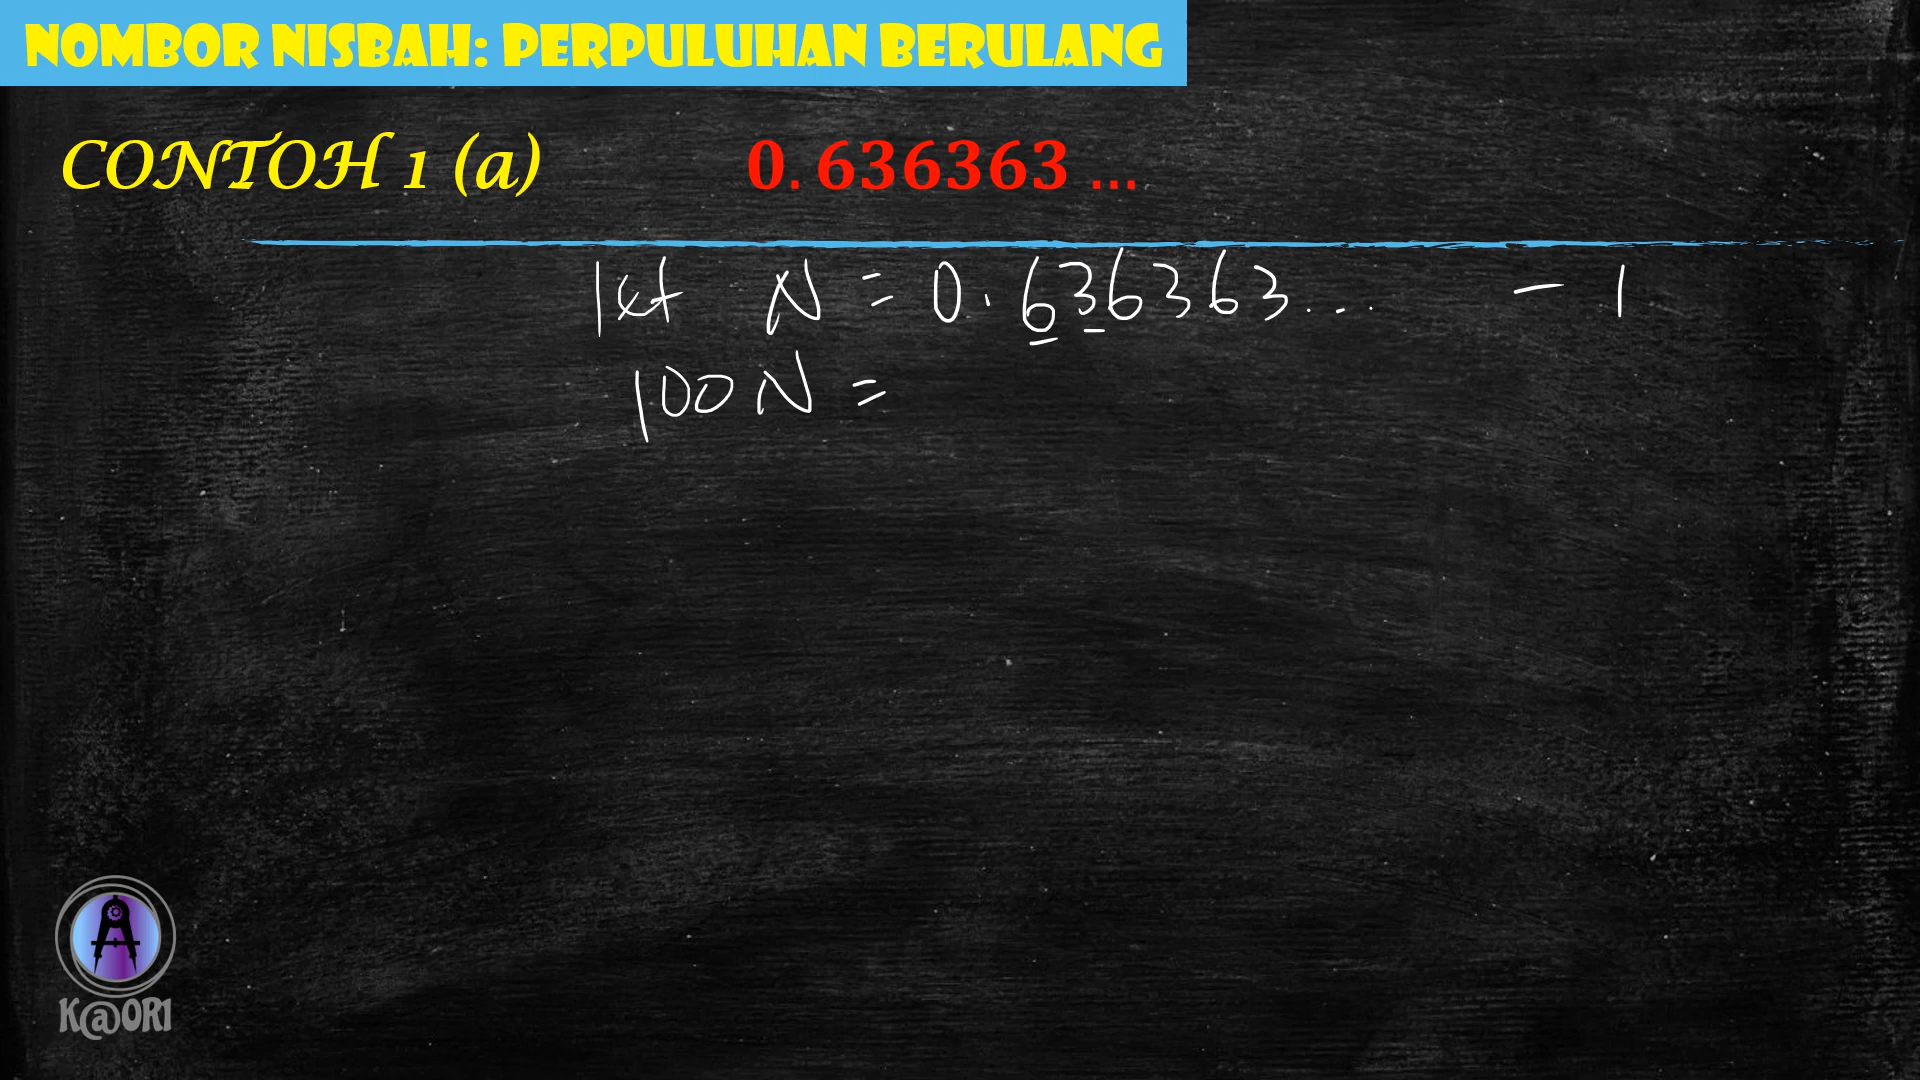 NOMBOR NISBAH: PERPULUHAN BERULANG
CONTOH 1 (a) 0.636363 ...
let N = 0.636363... — 1
100N =
K@ORI